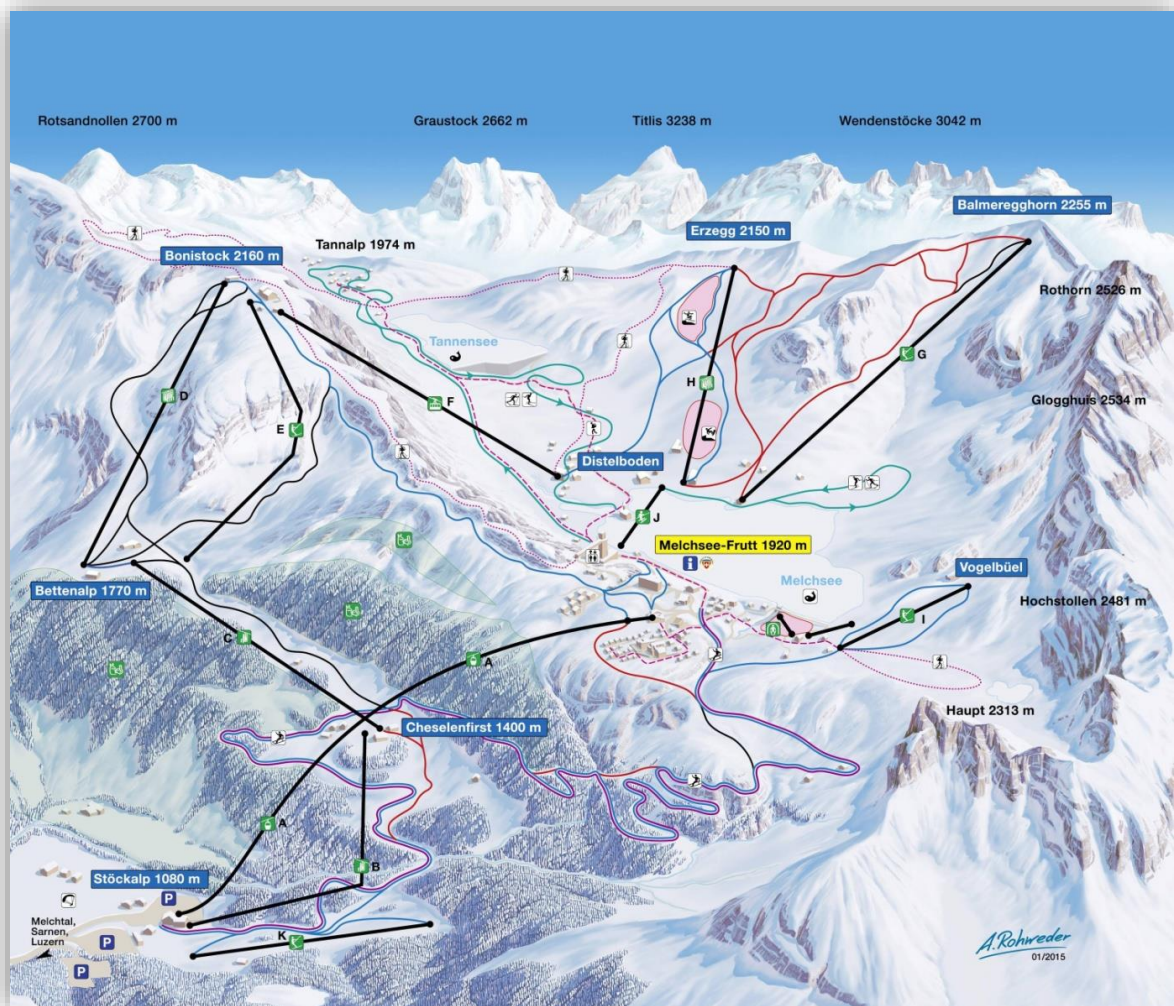 Rotsandnollen 2700 m
Graustock 2662 m
Titlis 3238 m
Wendenstöcke 3042 m
Balmeregghorn 2255 m
Erzegg 2150 m
Tannalp 1974 m
Bonistock 2160 m
Rothorn 2526 m
Tannensee
G
H
D
F
Glogghuis 2534 m
E
Distelboden
J
Melchsee-Frutt 1920 m
i
Melchsee
Vogelbüel
Bettenalp 1770 m
Hochstollen 2481 m
I
C
A
Haupt 2313 m
Cheselenfirst 1400 m
A
B
Stöckalp 1080 m
P
Melchtal,
Sarnen,
Luzern
P
K
P
A.Rohweder
01/2015